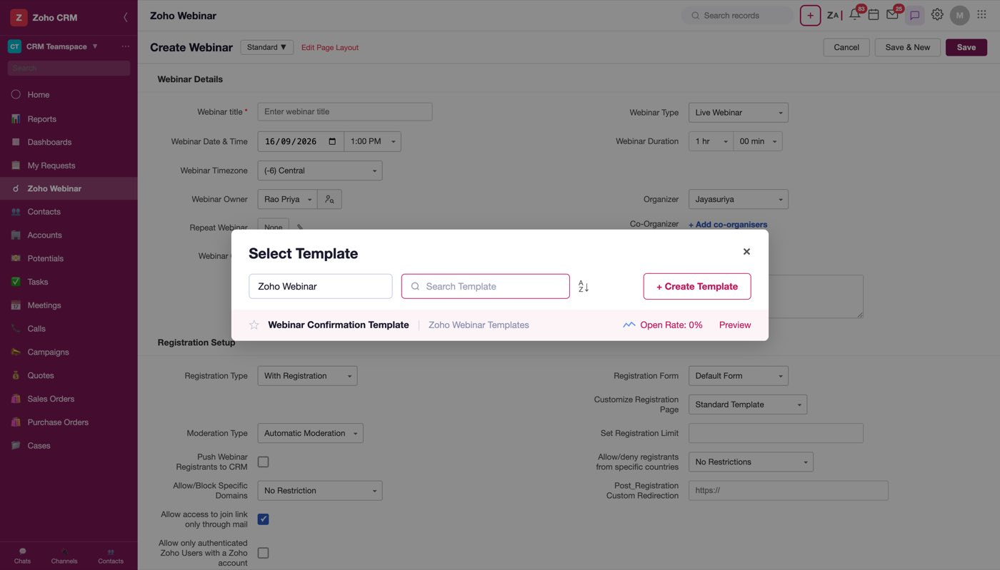 Z Zoho CRM
CT CRM Teamspace ▼ ···
Search
Home
Reports
Dashboards
My Requests
Zoho Webinar
Contacts
Accounts
Potentials
Tasks
Meetings
Calls
Campaigns
Quotes
Sales Orders
Purchase Orders
Cases
Chats Channels Contacts
Zoho Webinar
Search records
+ ZA 83 25 M
Create Webinar Standard ▼ Edit Page Layout
Cancel Save & New Save
Webinar Details
Webinar title * Enter webinar title
Webinar Type Live Webinar
Webinar Date & Time 16/09/2026 1:00 PM
Webinar Duration 1 hr 00 min
Webinar Timezone (-6) Central
Webinar Owner Rao Priya
Organizer Jayasuriya
Repeat Webinar None
Co-Organizer + Add co-organisers
Webinar
Select Template ×
Zoho Webinar Search Template AZ↓ + Create Template
Webinar Confirmation Template Zoho Webinar Templates Open Rate: 0% Preview
Registration Setup
Registration Type With Registration
Registration Form Default Form
Customize Registration
Page
Standard Template
Moderation Type Automatic Moderation
Set Registration Limit
Push Webinar
Registrants to CRM
Allow/deny registrants
from specific countries
No Restrictions
Allow/Block Specific
Domains
No Restriction
Post_Registration
Custom Redirection
https://
Allow access to join link
only through mail
Allow only authenticated
Zoho Users with a Zoho
account